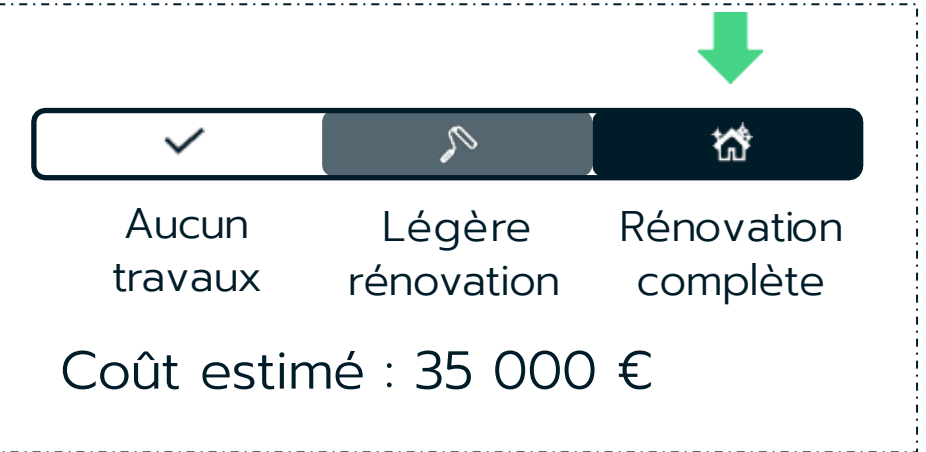 Aucun
travaux
Légère
rénovation
Rénovation
complète
Coût estimé : 35 000 €